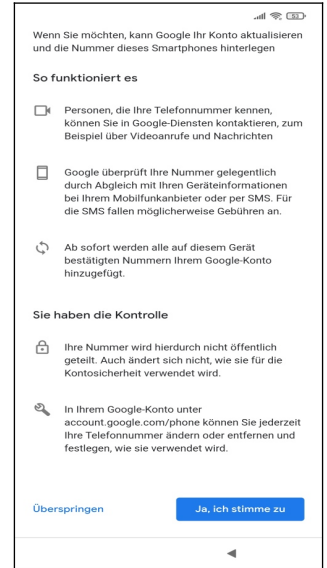 53
Wenn Sie möchten, kann Google Ihr Konto aktualisieren
und die Nummer dieses Smartphones hinterlegen
So funktioniert es
Personen, die Ihre Telefonnummer kennen,
können Sie in Google-Diensten kontaktieren, zum
Beispiel über Videoanrufe und Nachrichten
Google überprüft Ihre Nummer gelegentlich
durch Abgleich mit Ihren Geräteinformationen
bei Ihrem Mobilfunkanbieter oder per SMS. Für
die SMS fallen möglicherweise Gebühren an.
Ab sofort werden alle auf diesem Gerät
bestätigten Nummern Ihrem Google-Konto
hinzugefügt.
Sie haben die Kontrolle
Ihre Nummer wird hierdurch nicht öffentlich
geteilt. Auch ändert sich nicht, wie sie für die
Kontosicherheit verwendet wird.
In Ihrem Google-Konto unter
account.google.com/phone können Sie jederzeit
Ihre Telefonnummer ändern oder entfernen und
festlegen, wie sie verwendet wird.
Überspringen
Ja, ich stimme zu